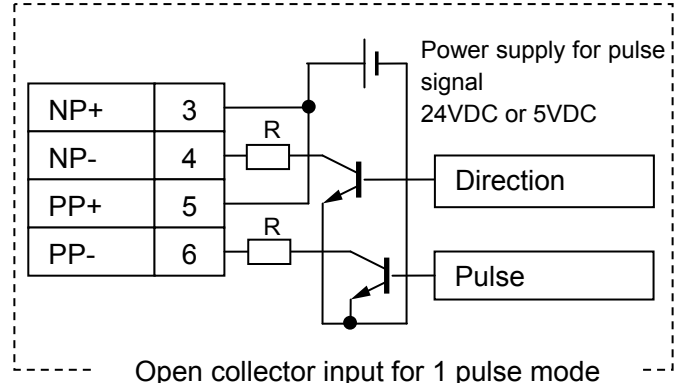 Power supply for pulse
signal
24VDC or 5VDC
NP+ 3
NP- 4
PP+ 5
PP- 6
R
R
Direction
Pulse
Open collector input for 1 pulse mode